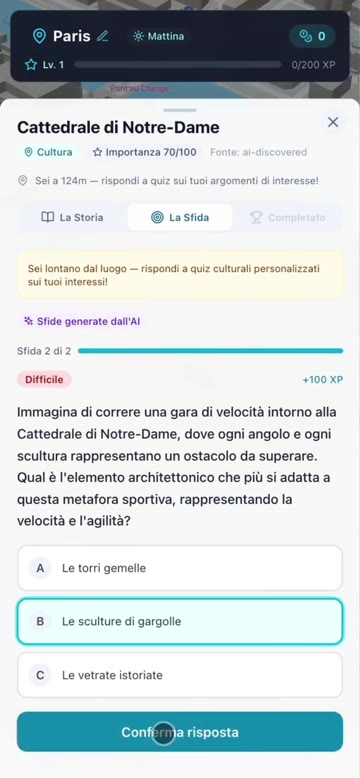 Paris
Mattina
0
Lv. 1
0/200 XP
Pont au Change
Cattedrale di Notre-Dame
Cultura
Importanza 70/100
Fonte: ai-discovered
Sei a 124m — rispondi a quiz sui tuoi argomenti di interesse!
La Storia
La Sfida
Completato
Sei lontano dal luogo — rispondi a quiz culturali personalizzati
sui tuoi interessi!
Sfide generate dall'AI
Sfida 2 di 2
Difficile
+100 XP
Immagina di correre una gara di velocità intorno alla
Cattedrale di Notre-Dame, dove ogni angolo e ogni
scultura rappresentano un ostacolo da superare.
Qual è l'elemento architettonico che più si adatta a
questa metafora sportiva, rappresentando la
velocità e l'agilità?
A Le torri gemelle
B Le sculture di gargolle
C Le vetrate istoriate
Conferma risposta